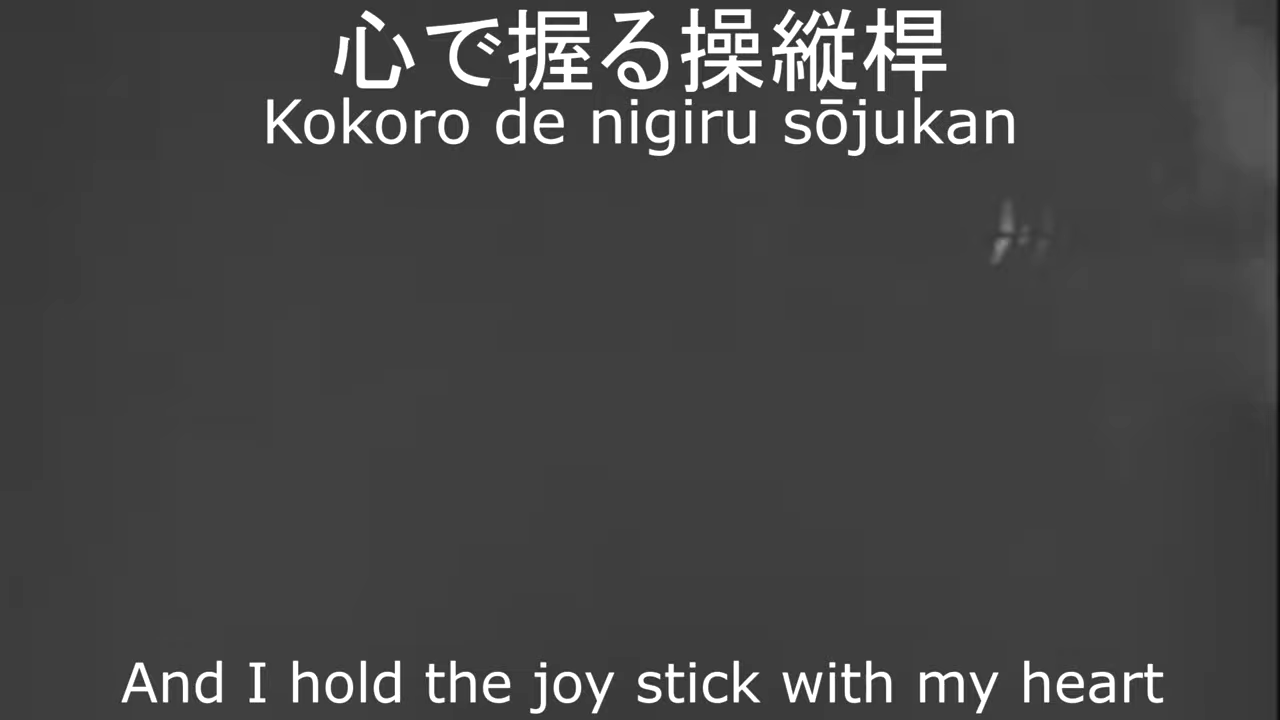 心で握る操縦桿
Kokoro de nigiru sōjukan
And I hold the joy stick with my heart